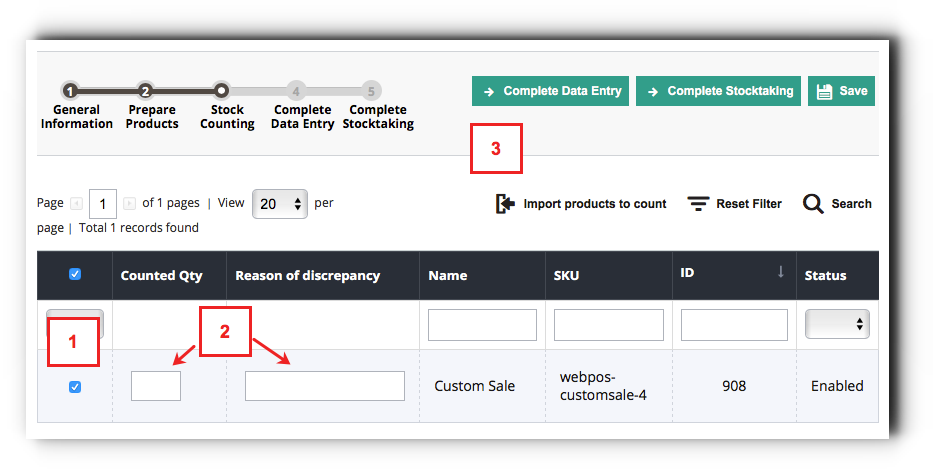 1 2 4 5
General Information
Prepare Products
Stock Counting
Complete Data Entry
Complete Stocktaking
Complete Data Entry
Complete Stocktaking
Save
3
Page 1 of 1 pages | View 20 per
page | Total 1 records found
Import products to count
Reset Filter
Search
Counted Qty Reason of discrepancy Name SKU ID Status
1
2
Custom Sale
webpos-
customsale-4
908
Enabled